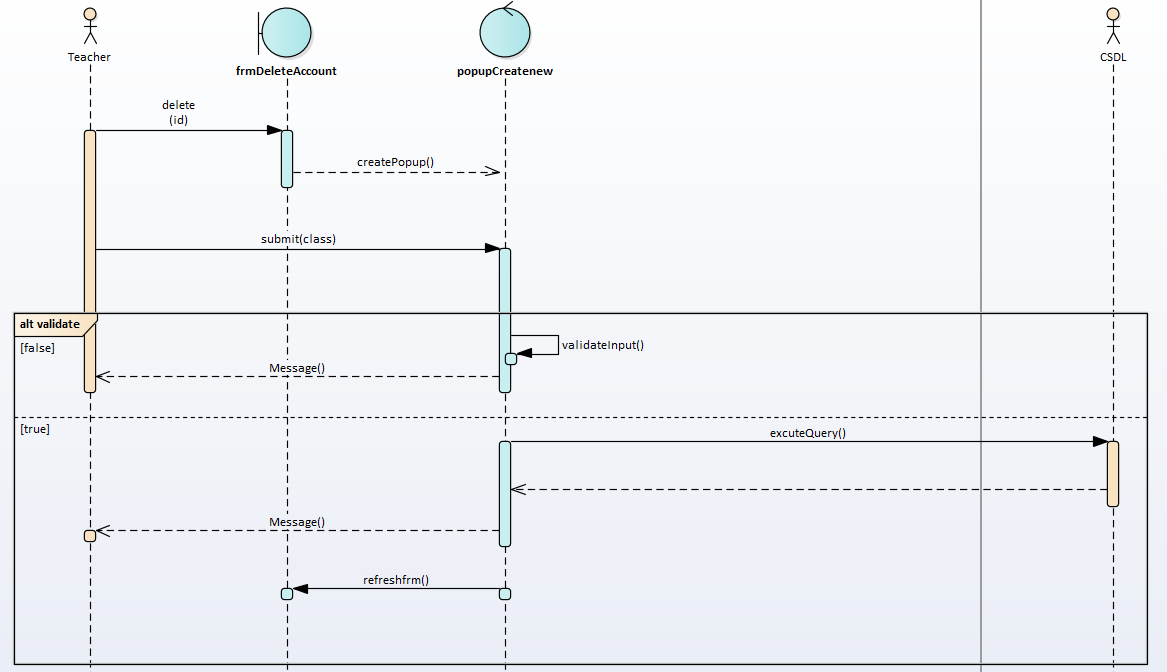 Teacher
frmDeleteAccount
popupCreatenew
CSDL
delete
(id)
createPopup()
submit(class)
alt validate
[false]
validateInput()
Message()
[true]
excuteQuery()
Message()
refreshfrm()